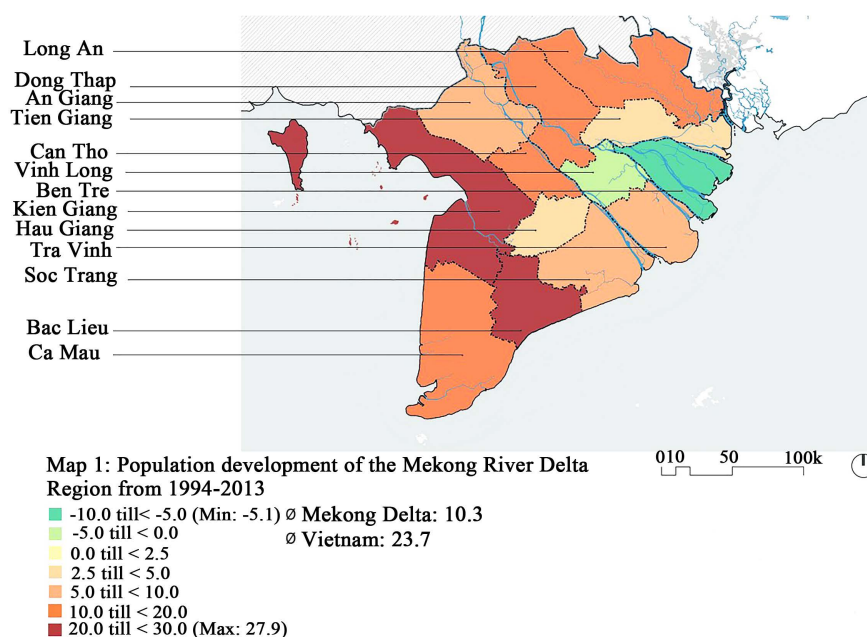 Long An
Dong Thap
An Giang
Tien Giang
Can Tho
Vinh Long
Ben Tre
Kien Giang
Hau Giang
Tra Vinh
Soc Trang
Bac Lieu
Ca Mau
010 50 100k
Map 1: Population development of the Mekong River Delta
Region from 1994-2013
-10.0 till< -5.0 (Min: -5.1) Ø Mekong Delta: 10.3
-5.0 till < 0.0 Ø Vietnam: 23.7
0.0 till < 2.5
2.5 till < 5.0
5.0 till < 10.0
10.0 till < 20.0
20.0 till < 30.0 (Max: 27.9)